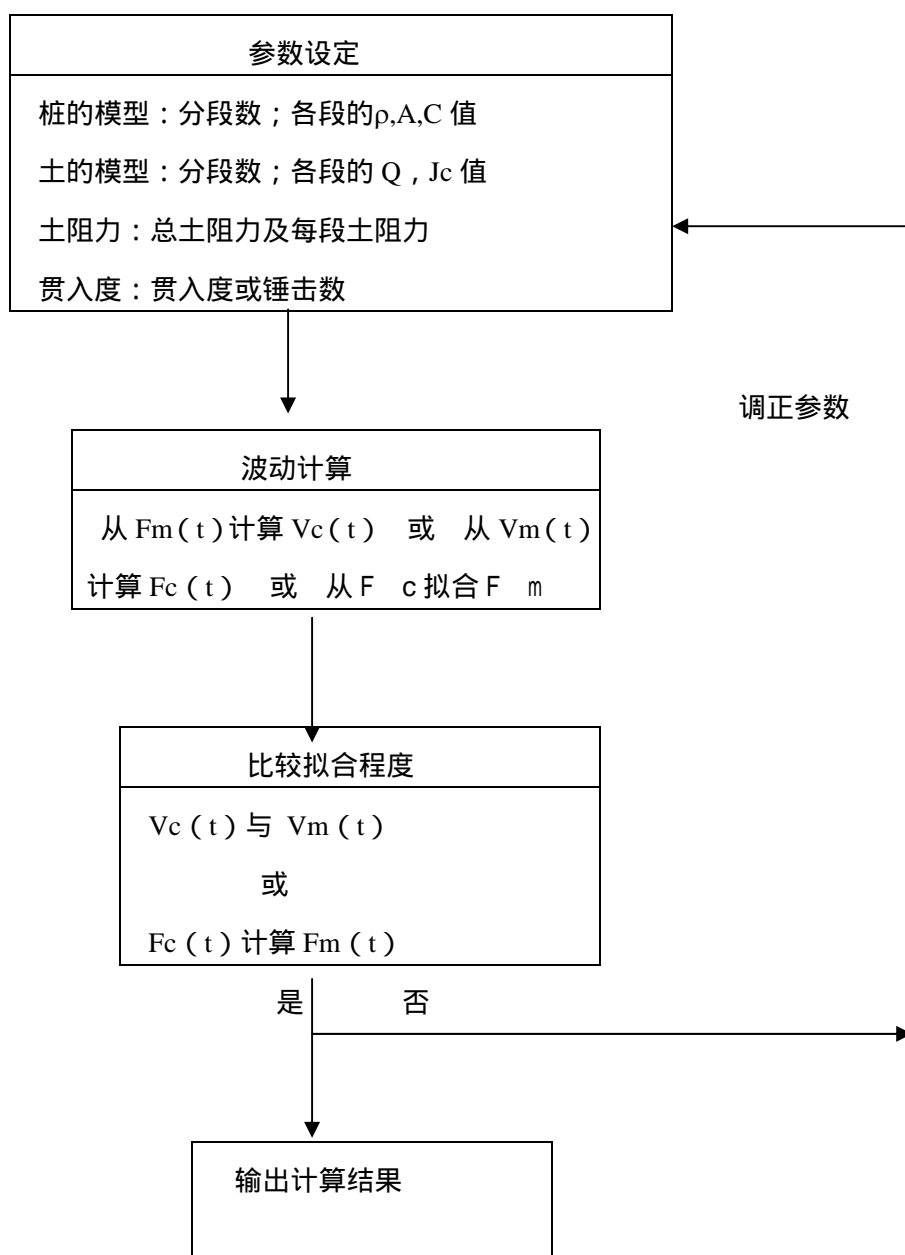 参数设定
桩的模型：分段数；各段的ρ,A,C 值
土的模型：分段数；各段的 Q，Jc 值
土阻力：总土阻力及每段土阻力
贯入度：贯入度或锤击数
调正参数
波动计算
从 Fm(t)计算 Vc(t) 或 从 Vm(t)
计算 Fc(t) 或 从F c拟合F m
比较拟合程度
Vc(t)与 Vm(t)
或
Fc(t)计算 Fm(t)
是 否
输出计算结果